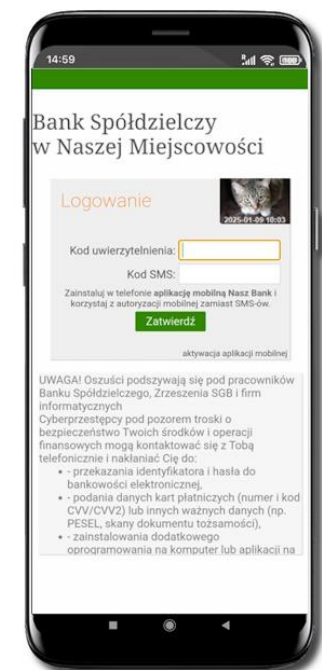 14:59
Bank Spółdzielczy
w Naszej Miejscowości
Logowanie
2025-01-09 10:03
Kod uwierzytelnienia:
Kod SMS:
Zainstaluj w telefonie aplikację mobilną Nasz Bank i
korzystaj z autoryzacji mobilnej zamiast SMS-ów.
Zatwierdź
aktywacja aplikacji mobilnej
UWAGA! Oszuści podszywają się pod pracowników
Banku Spółdzielczego, Zrzeszenia SGB i firm
informatycznych
Cyberprzestępcy pod pozorem troski o
bezpieczeństwo Twoich środków i operacji
finansowych mogą kontaktować się z Tobą
telefonicznie i nakłaniać Cię do:
- przekazania identyfikatora i hasła do
bankowości elektronicznej,
- podania danych kart płatniczych (numer i kod
CVV/CVV2) lub innych ważnych danych (np.
PESEL, skany dokumentu tożsamości),
- zainstalowania dodatkowego
oprogramowania na komputer lub aplikacji na